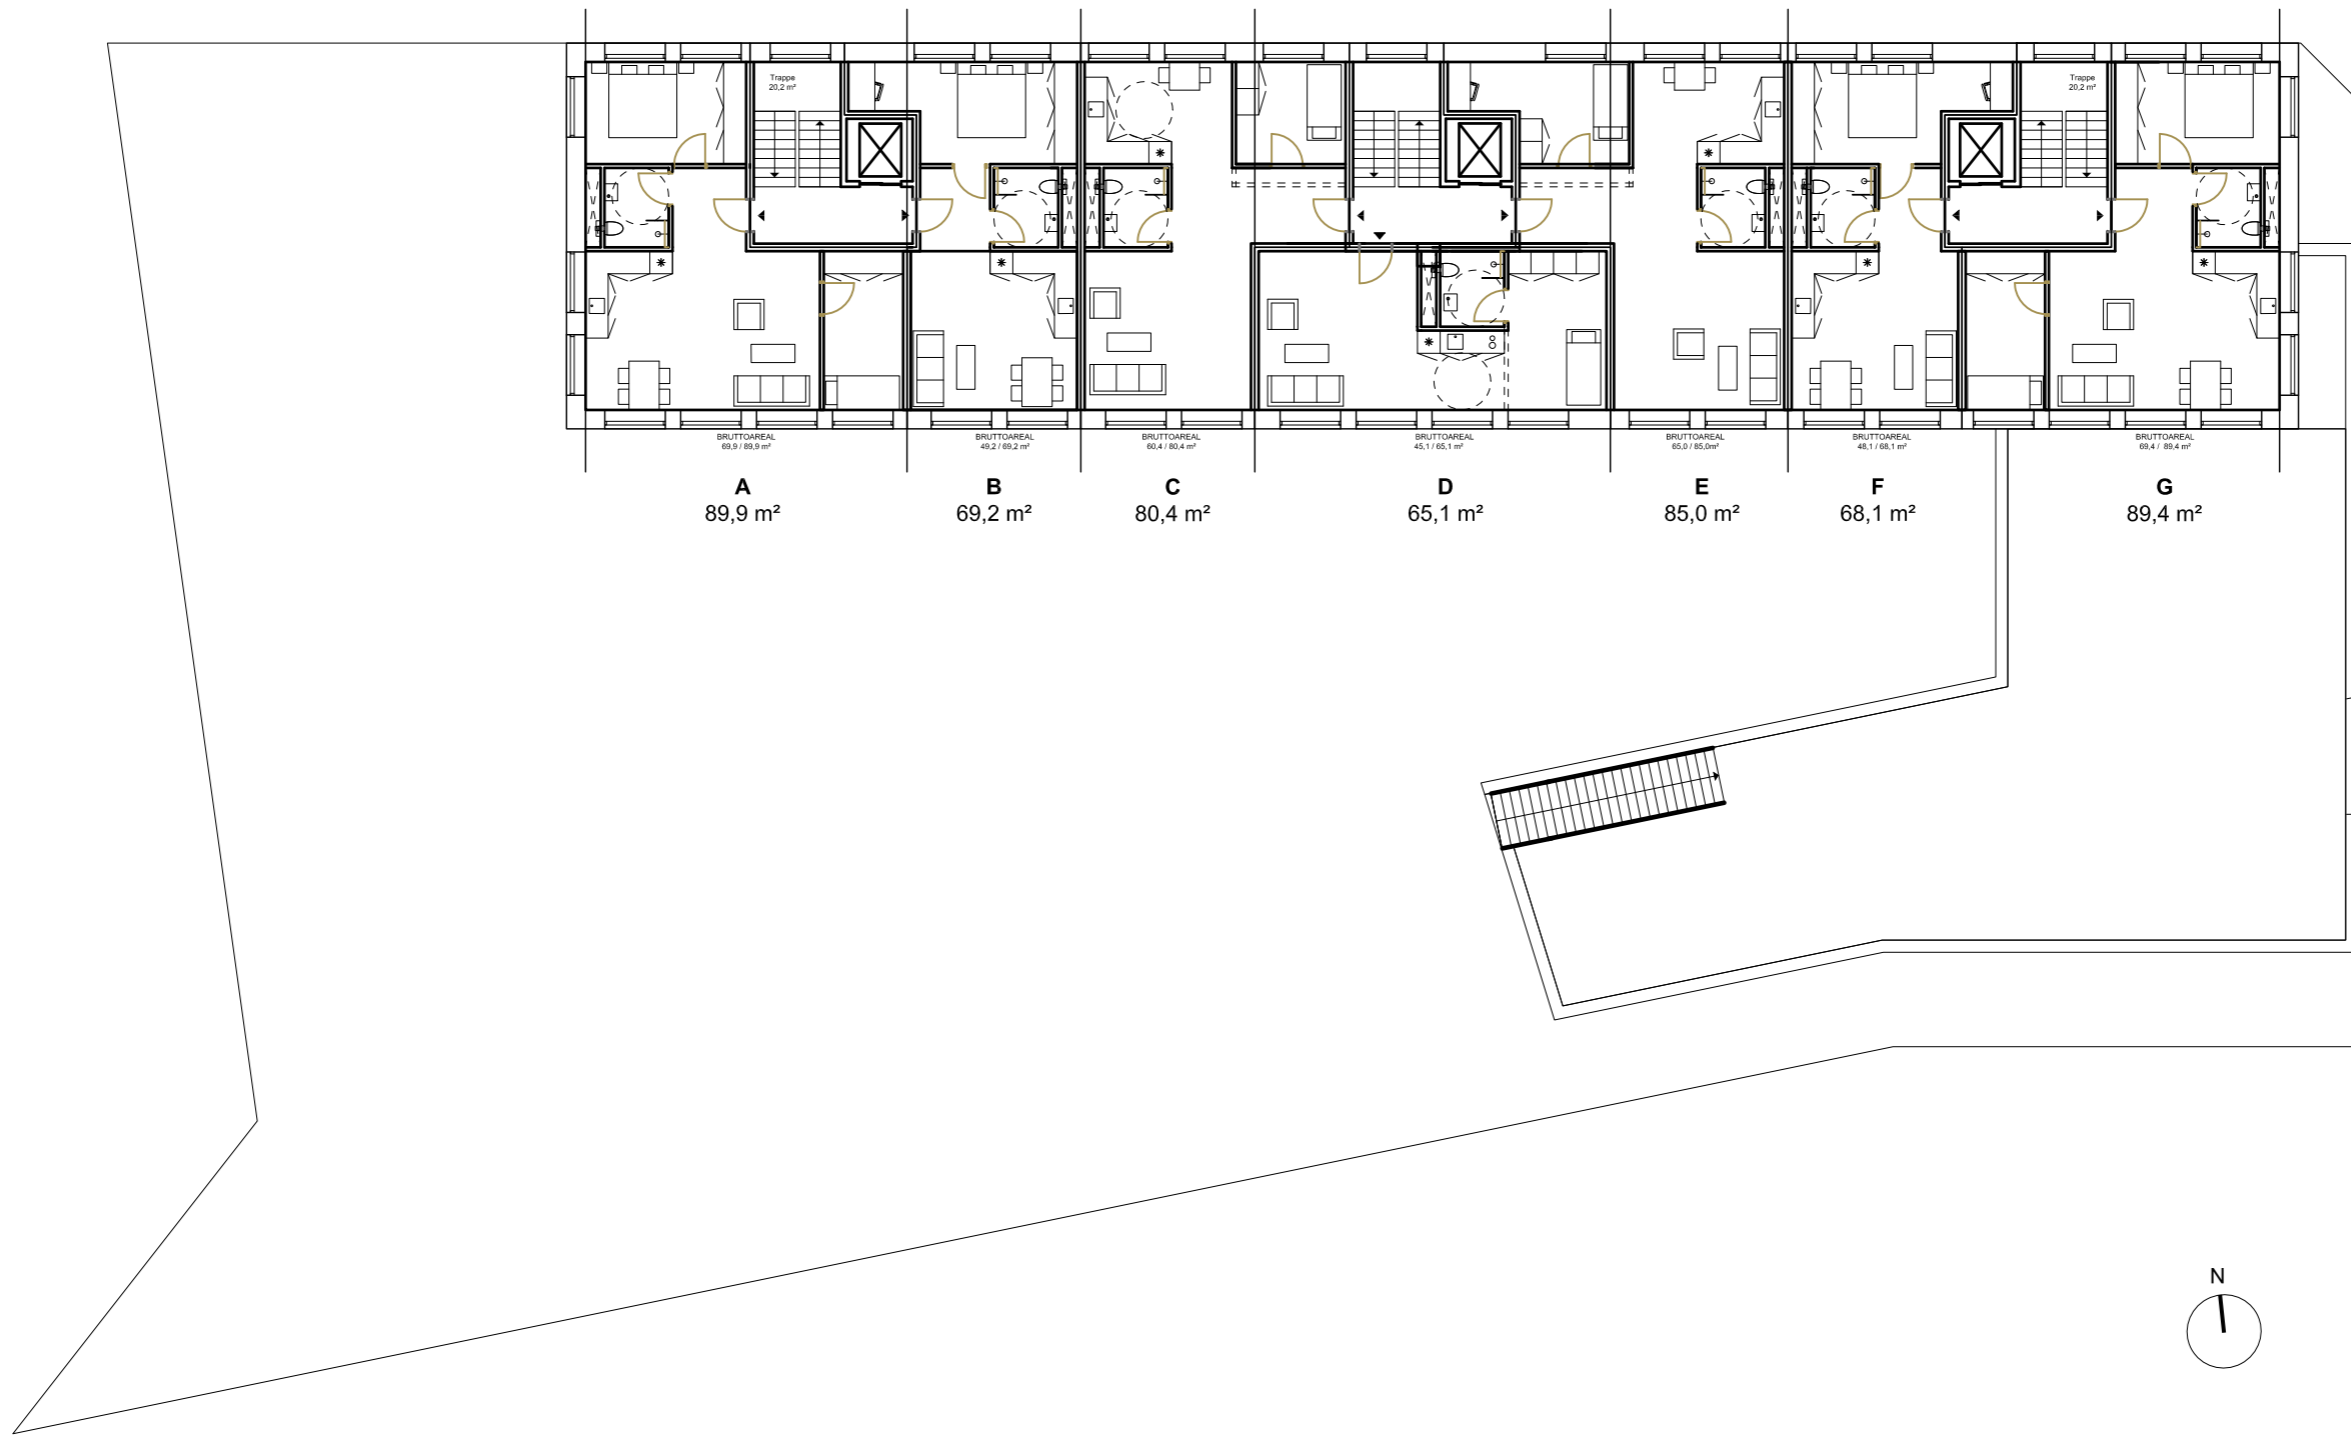 Trappe
20,2 m²
Trappe
20,2 m²
BRUTTOAREAL
69,9 / 89,9 m²
BRUTTOAREAL
49,2 / 69,2 m²
BRUTTOAREAL
60,4 / 80,4 m²
BRUTTOAREAL
45,1 / 65,1 m²
BRUTTOAREAL
65,0 / 85,0m²
BRUTTOAREAL
48,1 / 68,1 m²
BRUTTOAREAL
69,4 / 89,4 m²
A
89,9 m²
B
69,2 m²
C
80,4 m²
D
65,1 m²
E
85,0 m²
F
68,1 m²
G
89,4 m²
N